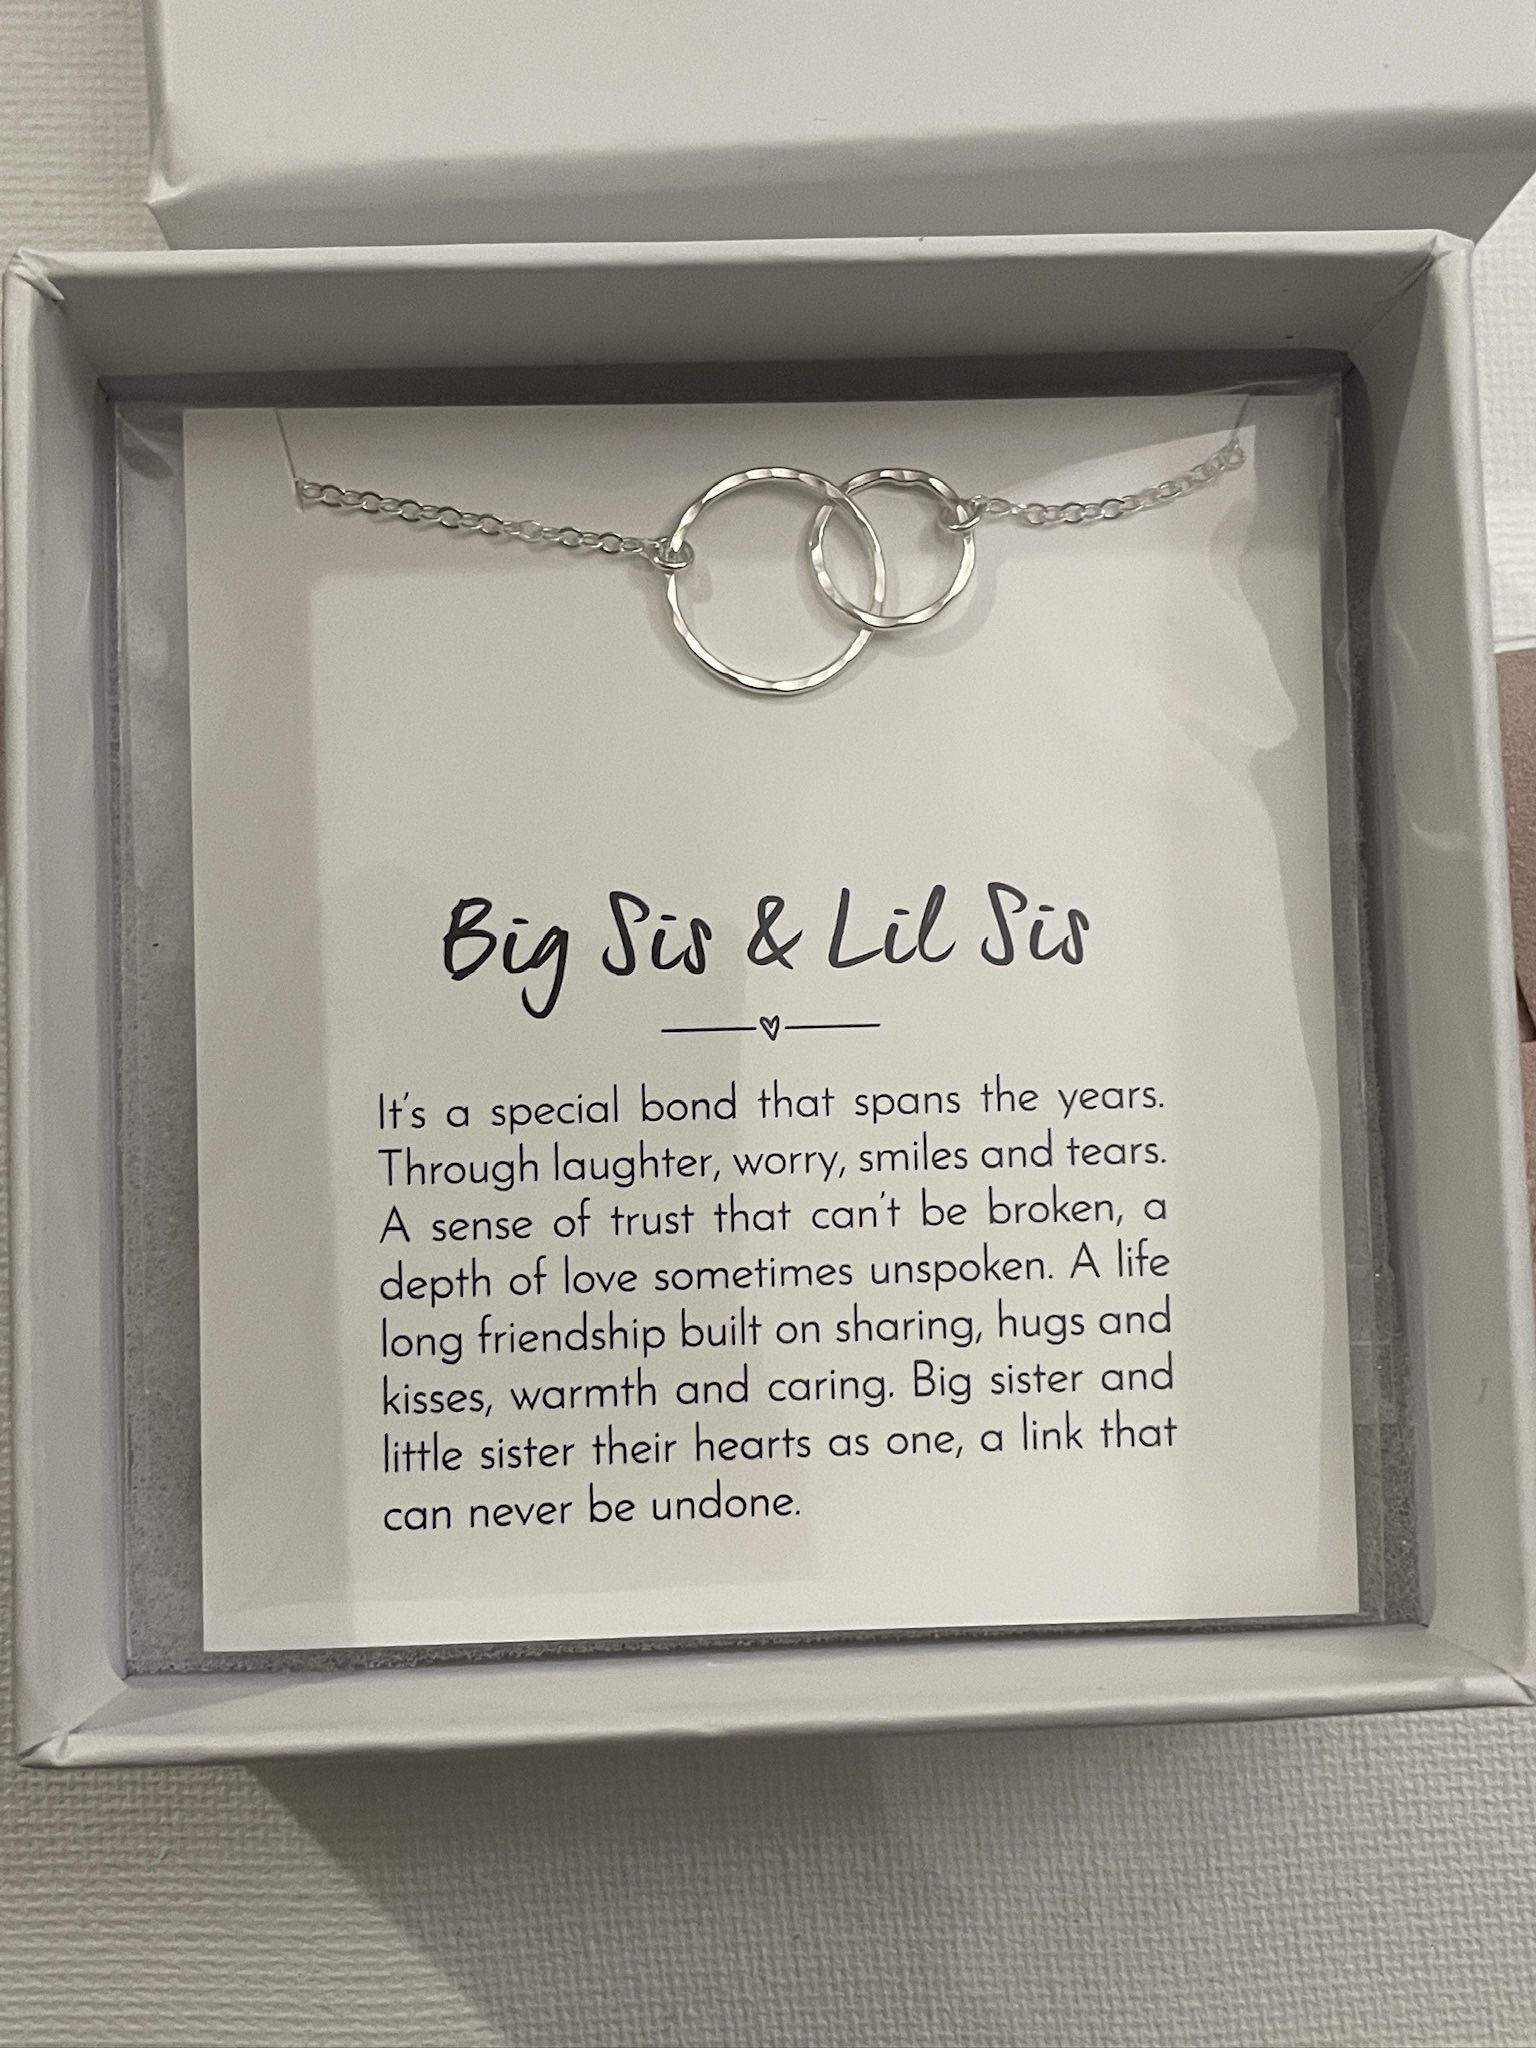 Big Sis & Lil Sis
It's a special bond that spans the years.
Through laughter, worry, smiles and tears.
A sense of trust that can't be broken, a
depth of love sometimes unspoken. A life
long friendship built on sharing, hugs and
kisses, warmth and caring. Big sister and
little sister their hearts as one, a link that
can never be undone.